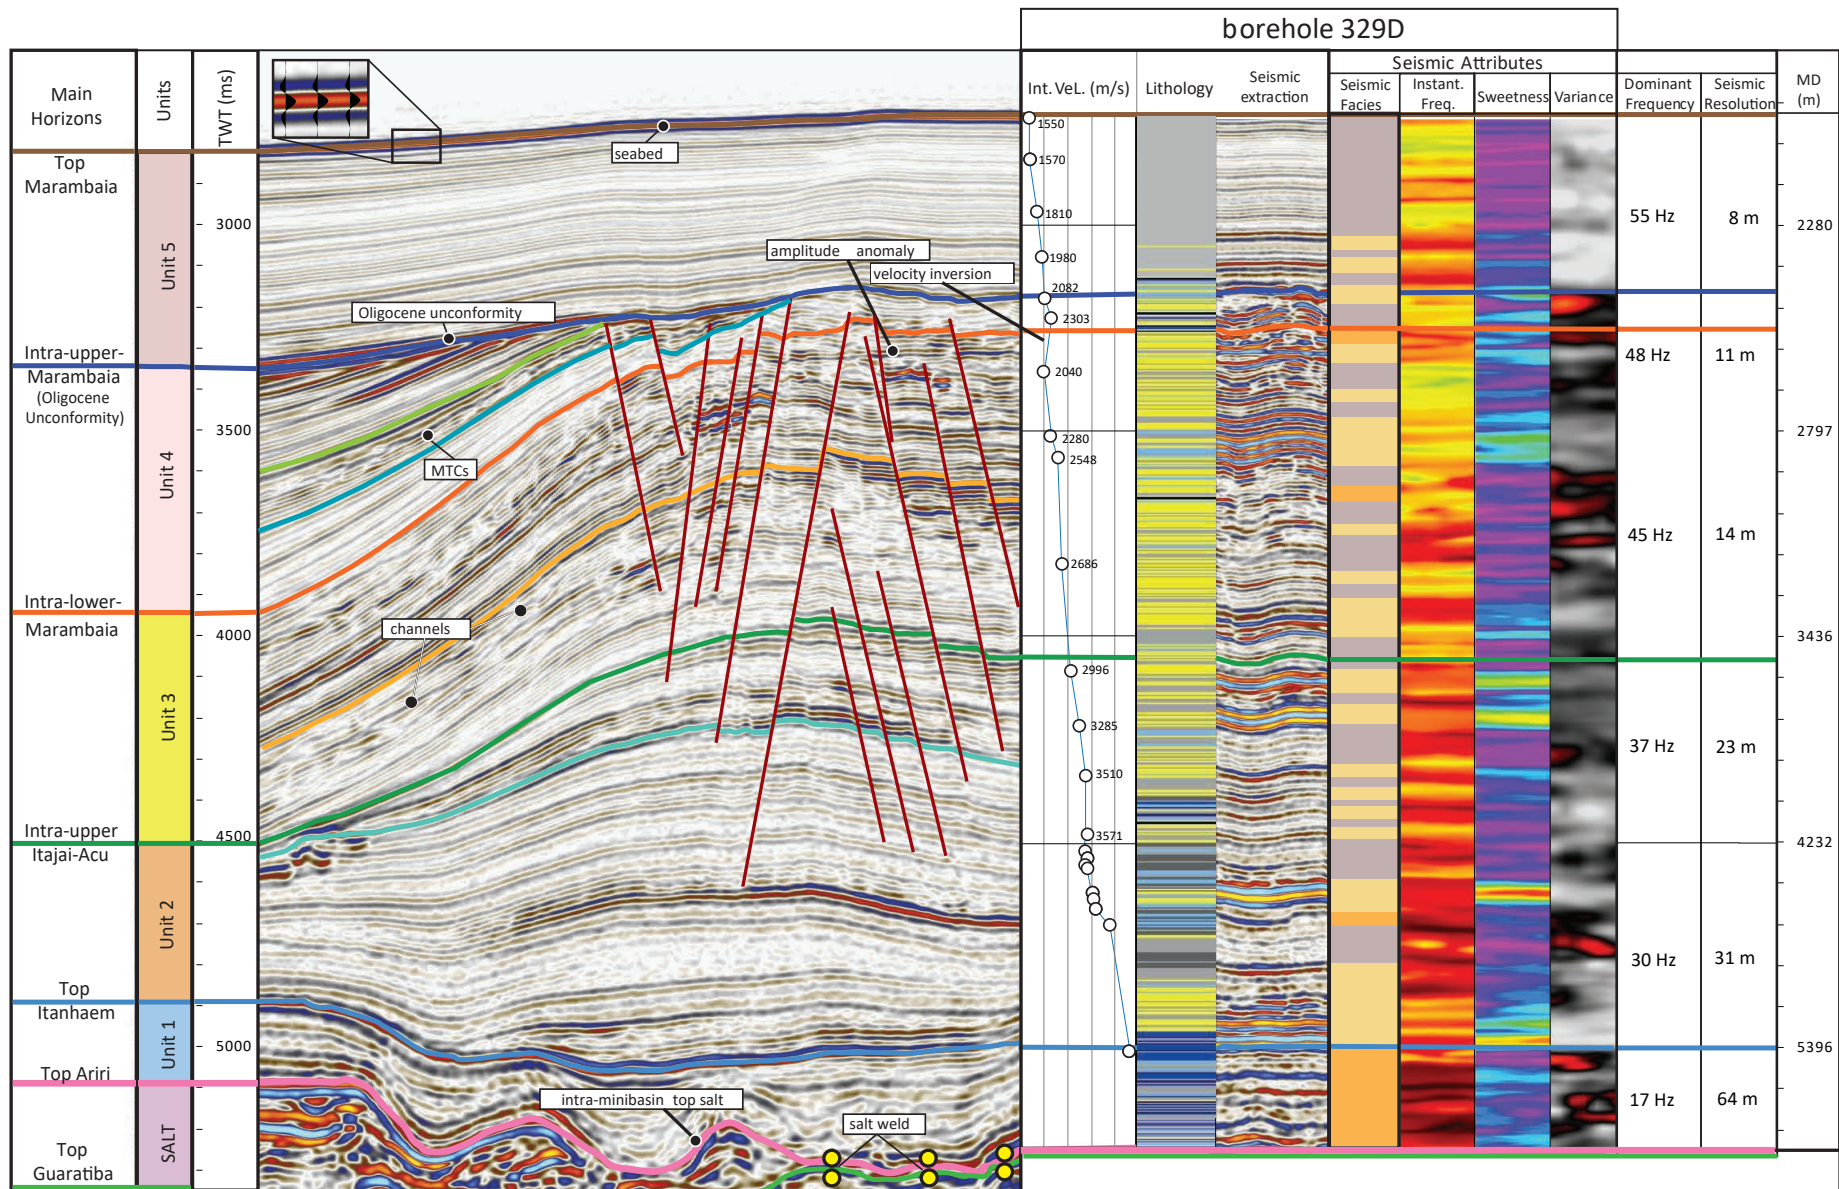 borehole 329D
Main
Horizons
Units
TWT (ms)
Int. VeL. (m/s)
Lithology
Seismic
extraction
Seismic Attributes
Seismic
Facies
Instant.
Freq.
Sweetness
Variance
Dominant
Frequency
Seismic
Resolution
MD
(m)
Top
Marambaia
Intra-upper-
Marambaia
(Oligocene
Unconformity)
Intra-lower-
Marambaia
Intra-upper
Itajai-Acu
Top
Itanhaem
Top Ariri
Top
Guaratiba
Unit 5
Unit 4
Unit 3
Unit 2
Unit 1
SALT
3000
3500
4000
4500
5000
seabed
amplitude anomaly
velocity inversion
Oligocene unconformity
MTCs
channels
intra-minibasin top salt
salt weld
1550
1570
1810
1980
2082
2303
2040
2280
2548
2686
2996
3285
3510
3571
55 Hz
8 m
48 Hz
11 m
45 Hz
14 m
37 Hz
23 m
30 Hz
31 m
17 Hz
64 m
2280
2797
3436
4232
5396